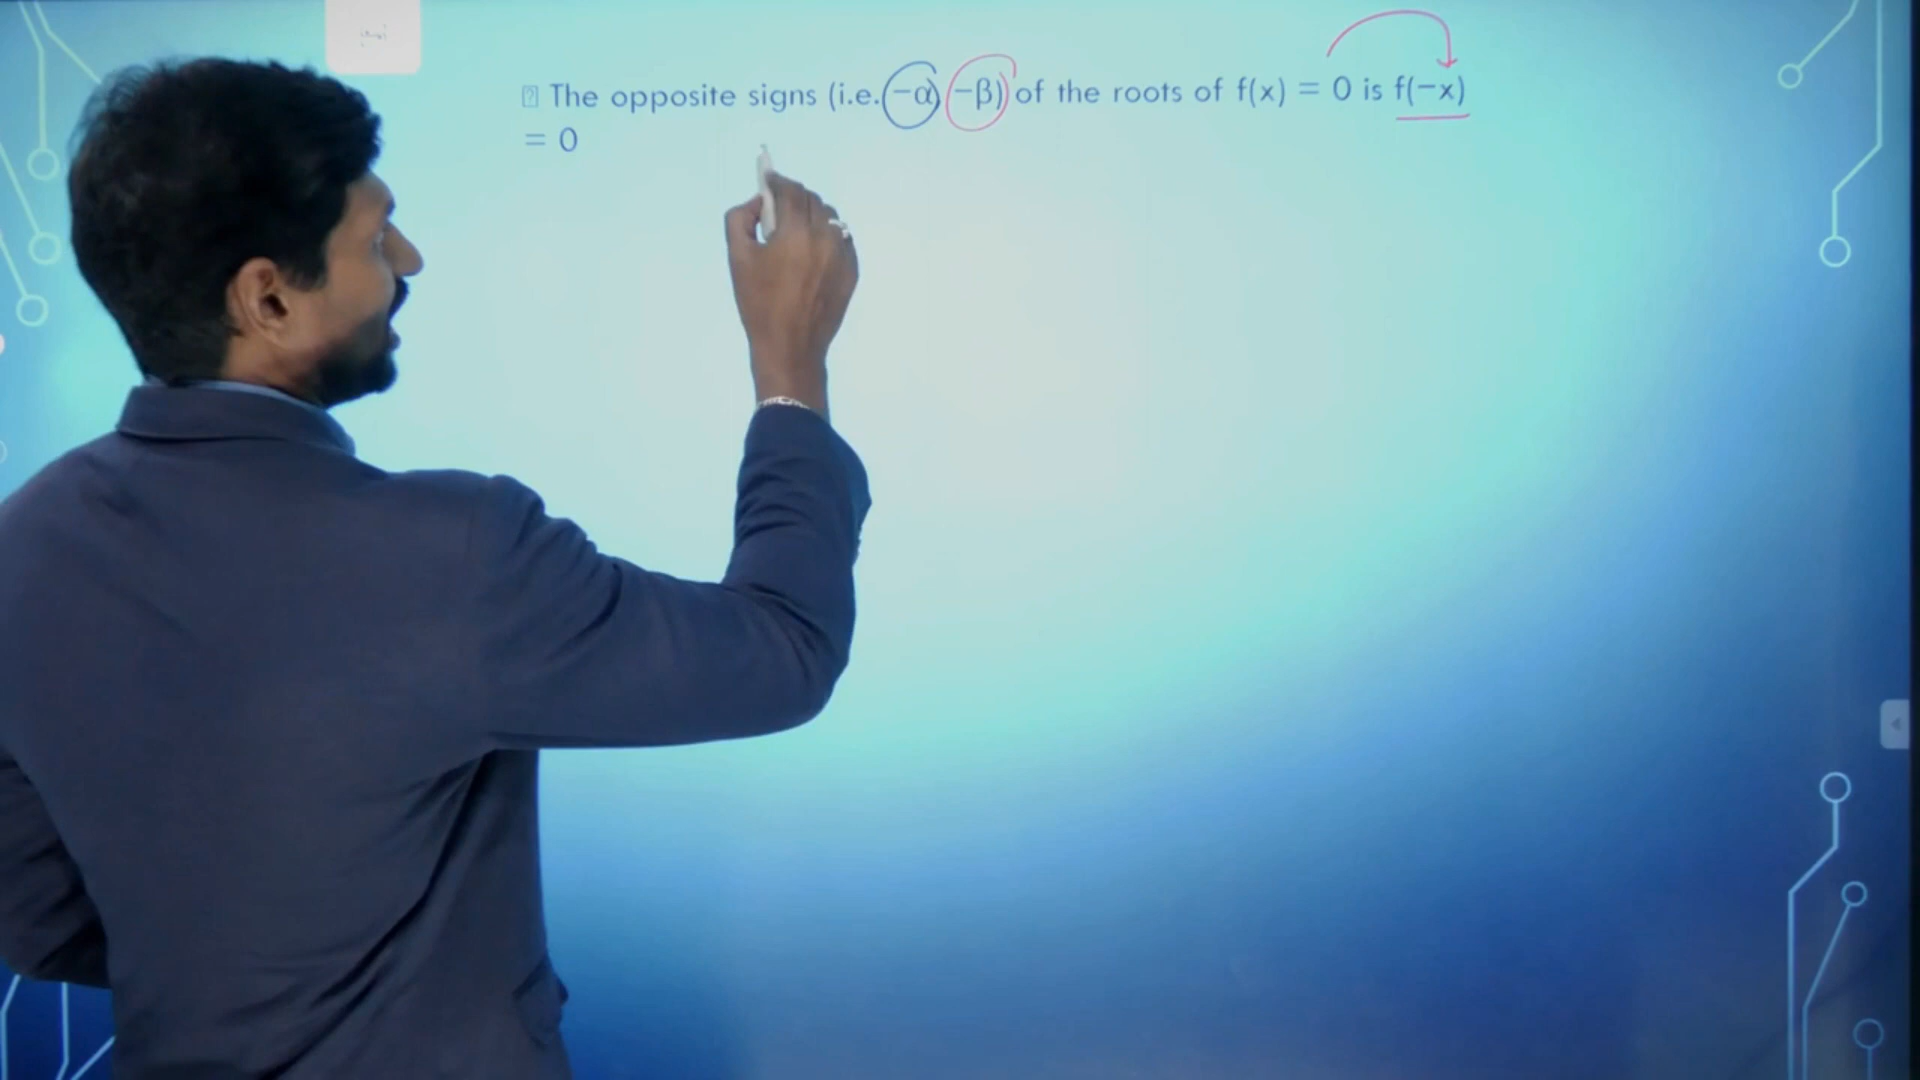 The opposite signs (i.e. −α, −β) of the roots of f(x) = 0 is f(−x)
= 0